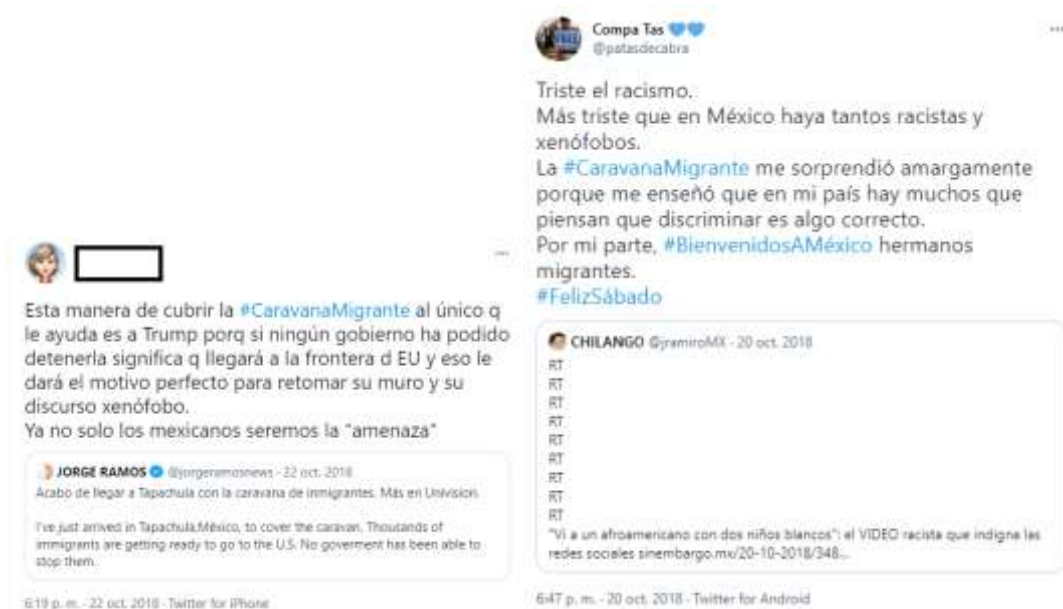 Esta manera de cubrir la #CaravanaMigrante al único q
le ayuda es a Trump porq si ningún gobierno ha podido
detenerla significa q llegará a la frontera d EU y eso le
dará el motivo perfecto para retomar su muro y su
discurso xenófobo.
Ya no solo los mexicanos seremos la "amenaza"
JORGE RAMOS @jorgeramosnews - 22 oct. 2018
Acabo de llegar a Tapachula con la caravana de inmigrantes. Más en Univision.
I've just arrived in Tapachula,México, to cover the caravan. Thousands of
immigrants are getting ready to go to the U.S. No goverment has been able to
stop them.
6:19 p. m. - 22 oct. 2018 - Twitter for iPhone
Compa Tas
@patasdecabra
Triste el racismo.
Más triste que en México haya tantos racistas y
xenófobos.
La #CaravanaMigrante me sorprendió amargamente
porque me enseñó que en mi país hay muchos que
piensan que discriminar es algo correcto.
Por mi parte, #BienvenidosAMéxico hermanos
migrantes.
#FelizSábado
CHILANGO @jramiroMX - 20 oct. 2018
RT
RT
RT
RT
RT
RT
RT
RT
RT
"Vi a un afroamericano con dos niños blancos": el VIDEO racista que indigna las
redes sociales sinembargo.mx/20-10-2018/348...
6:47 p. m. - 20 oct. 2018 - Twitter for Android